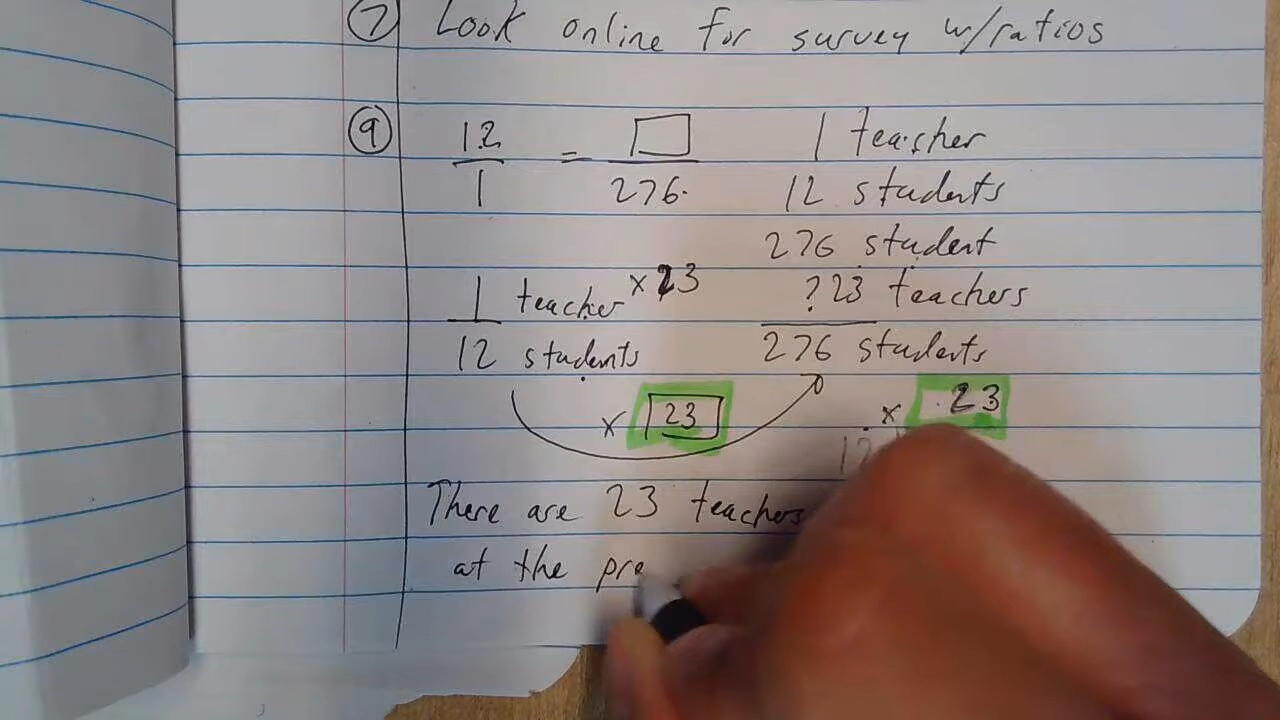 7 Look online for survey w/ratios
9 12 = 1 teacher
1 276 12 students
276 student
1 teacher × 23 ? 23 teachers
12 students 276 students
× 23 × 23
12
There are 23 teachers
at the pre